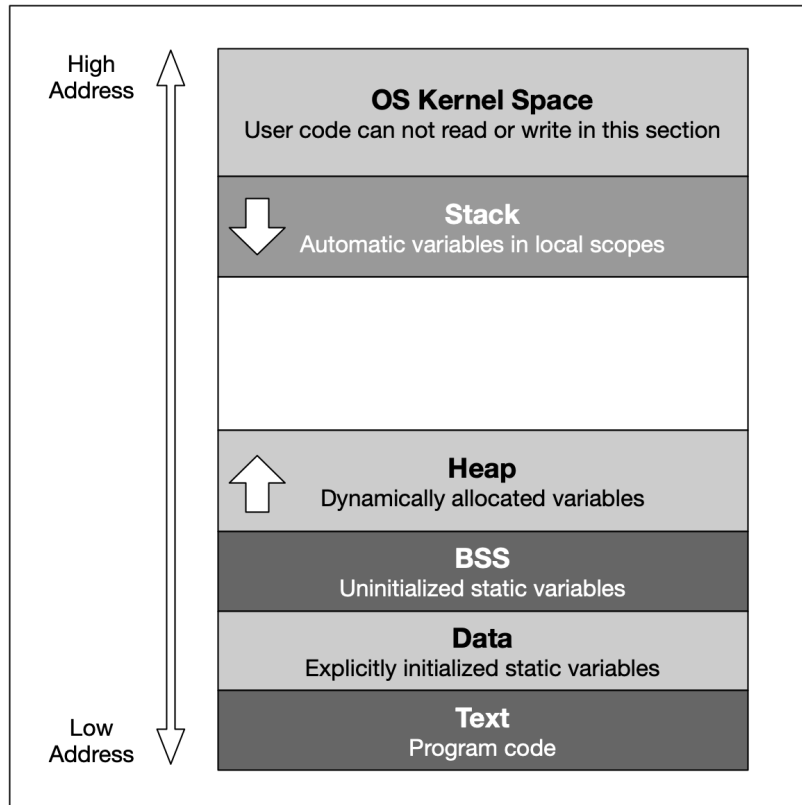 High
Address
OS Kernel Space
User code can not read or write in this section
Stack
Automatic variables in local scopes
Heap
Dynamically allocated variables
BSS
Uninitialized static variables
Data
Explicitly initialized static variables
Low
Address
Text
Program code